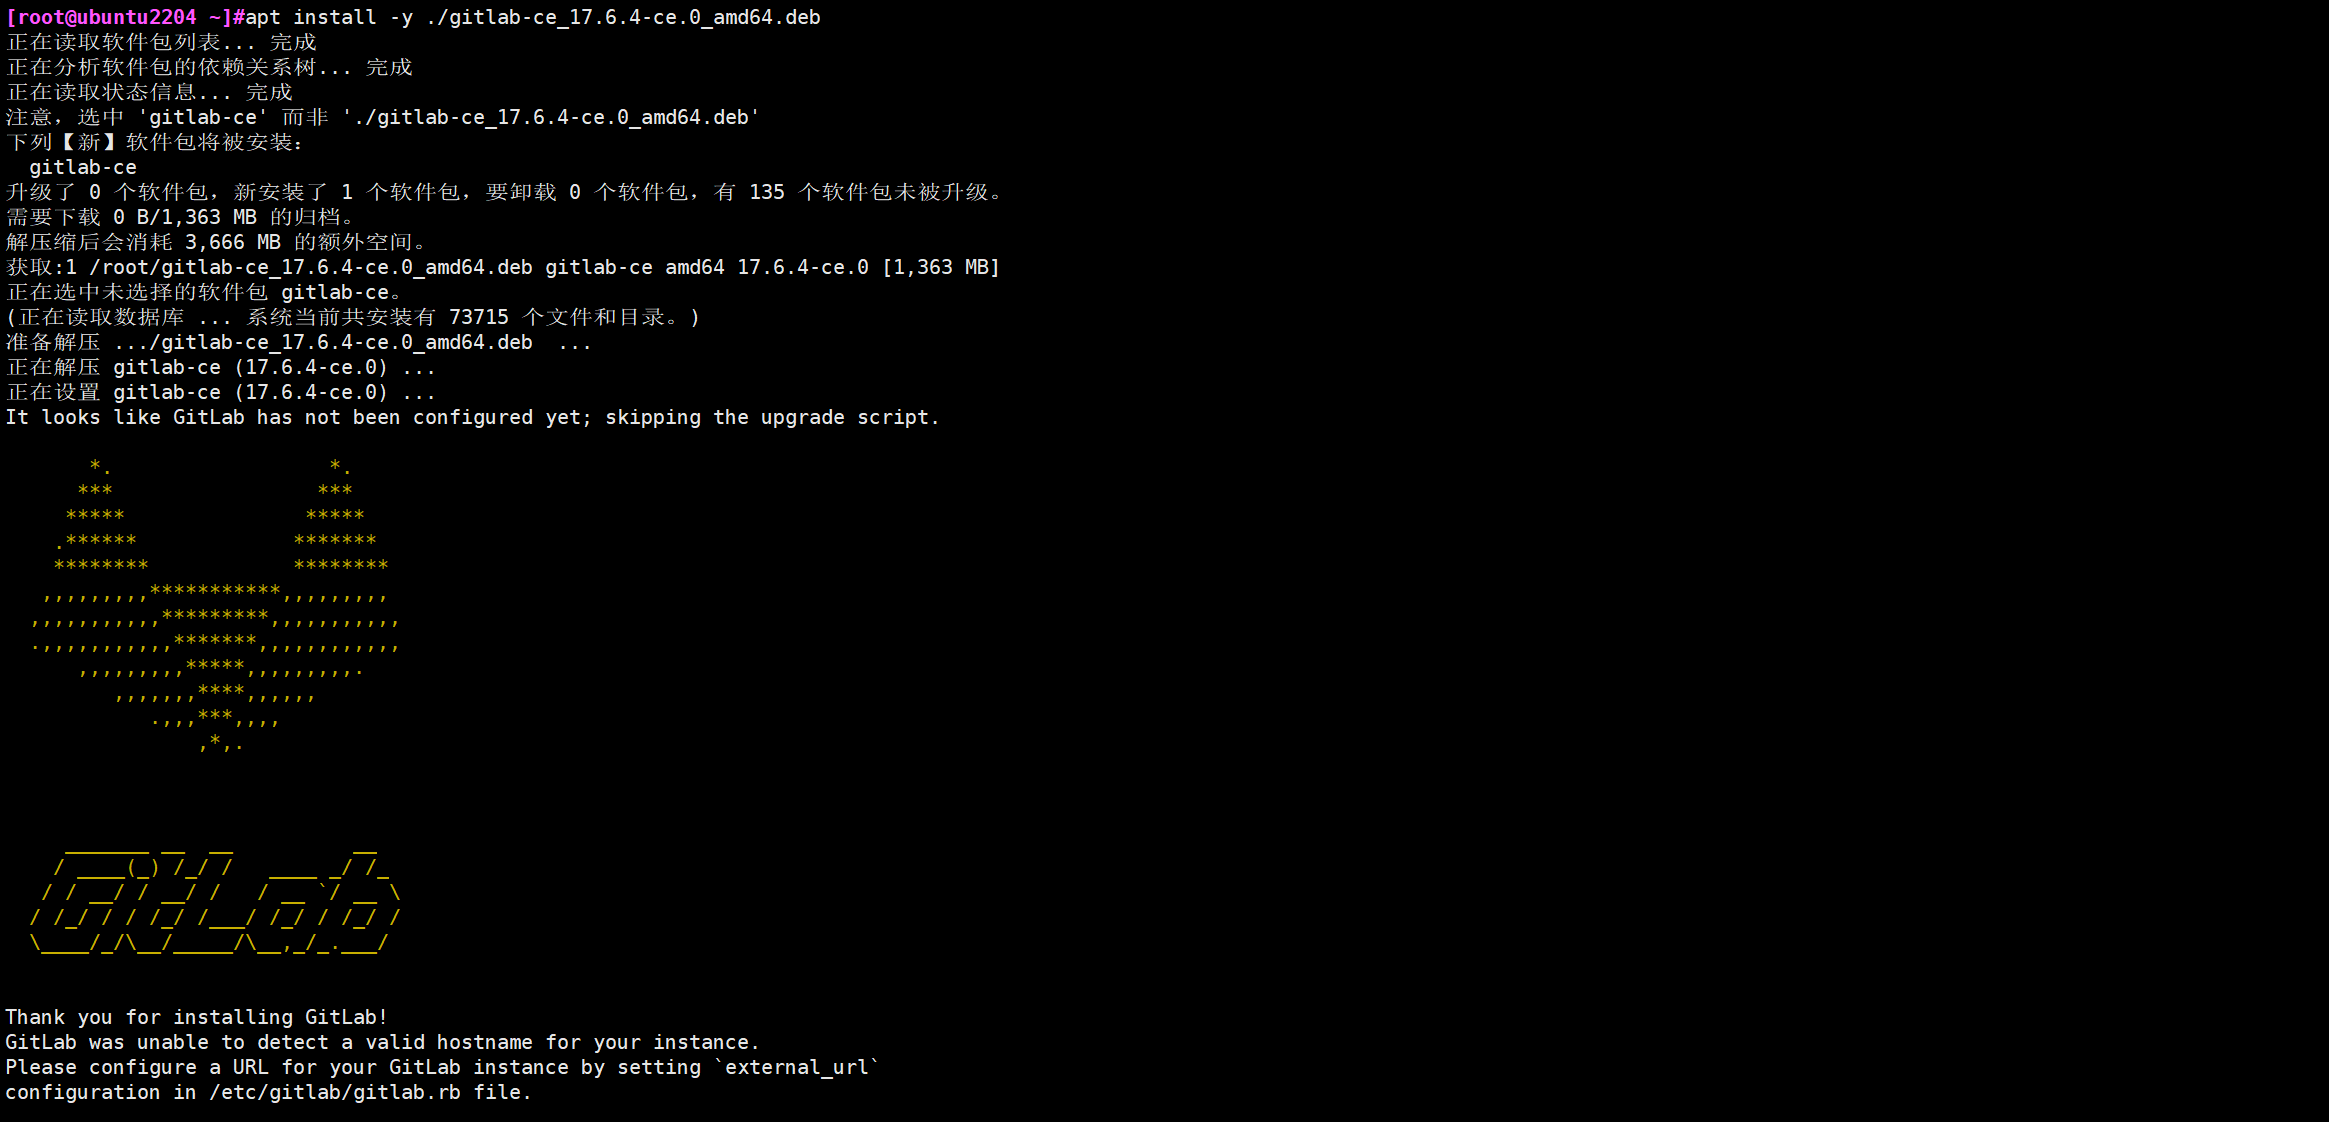 [root@ubuntu2204 ~]#apt install -y ./gitlab-ce_17.6.4-ce.0_amd64.deb
正在读取软件包列表... 完成
正在分析软件包的依赖关系树... 完成
正在读取状态信息... 完成
注意，选中 'gitlab-ce' 而非 './gitlab-ce_17.6.4-ce.0_amd64.deb'
下列【新】软件包将被安装：
  gitlab-ce
升级了 0 个软件包，新安装了 1 个软件包，要卸载 0 个软件包，有 135 个软件包未被升级。
需要下载 0 B/1,363 MB 的归档。
解压缩后会消耗 3,666 MB 的额外空间。
获取:1 /root/gitlab-ce_17.6.4-ce.0_amd64.deb gitlab-ce amd64 17.6.4-ce.0 [1,363 MB]
正在选中未选择的软件包 gitlab-ce。
(正在读取数据库 ... 系统当前共安装有 73715 个文件和目录。)
准备解压 .../gitlab-ce_17.6.4-ce.0_amd64.deb  ...
正在解压 gitlab-ce (17.6.4-ce.0) ...
正在设置 gitlab-ce (17.6.4-ce.0) ...
It looks like GitLab has not been configured yet; skipping the upgrade script.
GitLab
Thank you for installing GitLab!
GitLab was unable to detect a valid hostname for your instance.
Please configure a URL for your GitLab instance by setting `external_url`
configuration in /etc/gitlab/gitlab.rb file.